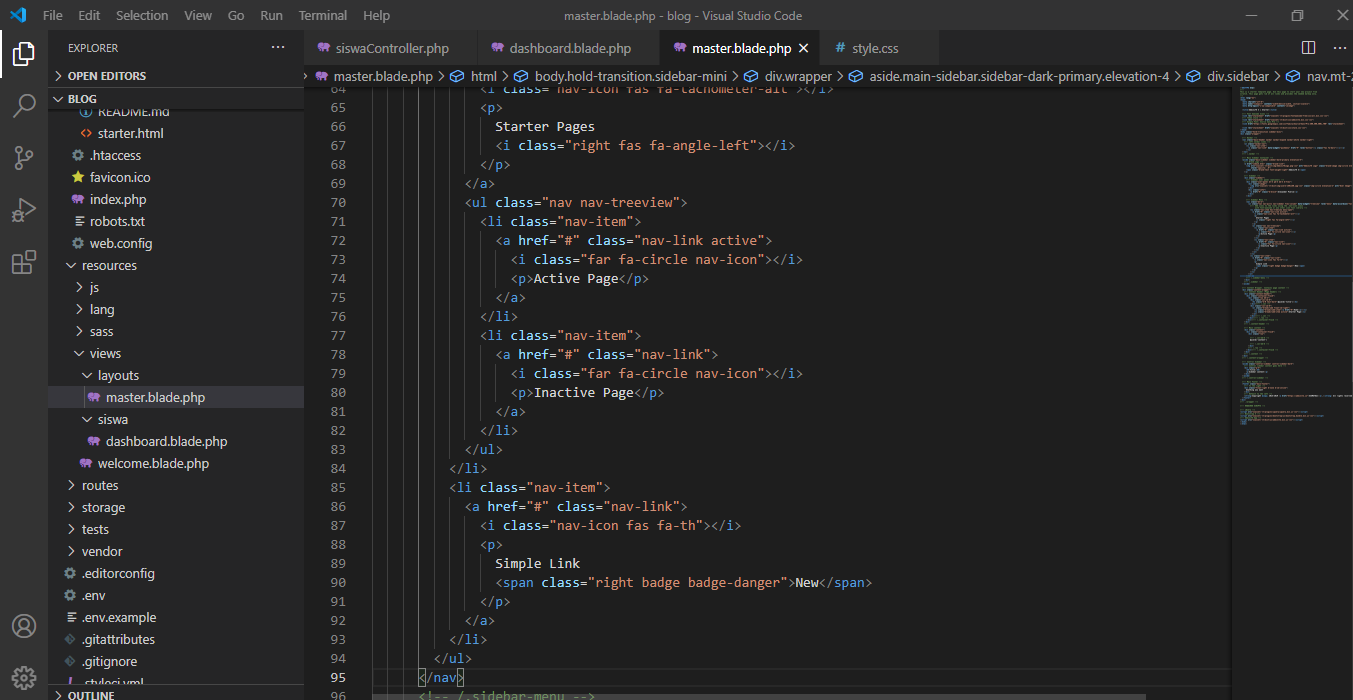 File Edit Selection View Go Run Terminal Help
master.blade.php - blog - Visual Studio Code
EXPLORER
OPEN EDITORS
BLOG
README.md
starter.html
.htaccess
favicon.ico
index.php
robots.txt
web.config
resources
js
lang
sass
views
layouts
master.blade.php
siswa
dashboard.blade.php
welcome.blade.php
routes
storage
tests
vendor
.editorconfig
.env
.env.example
.gitattributes
.gitignore
.styleci.yml
OUTLINE
siswaController.php dashboard.blade.php master.blade.php # style.css
master.blade.php > html > body.hold-transition.sidebar-mini > div.wrapper > aside.main-sidebar.sidebar-dark-primary.elevation-4 > div.sidebar > nav.mt-2
64 <i class="nav-icon fas fa-tachometer-alt"></i>
65 <p>
66 Starter Pages
67 <i class="right fas fa-angle-left"></i>
68 </p>
69 </a>
70 <ul class="nav nav-treeview">
71 <li class="nav-item">
72 <a href="#" class="nav-link active">
73 <i class="far fa-circle nav-icon"></i>
74 <p>Active Page</p>
75 </a>
76 </li>
77 <li class="nav-item">
78 <a href="#" class="nav-link">
79 <i class="far fa-circle nav-icon"></i>
80 <p>Inactive Page</p>
81 </a>
82 </li>
83 </ul>
84 </li>
85 <li class="nav-item">
86 <a href="#" class="nav-link">
87 <i class="nav-icon fas fa-th"></i>
88 <p>
89 Simple Link
90 <span class="right badge badge-danger">New</span>
91 </p>
92 </a>
93 </li>
94 </ul>
95 </nav>
96 <!-- /.sidebar-menu -->